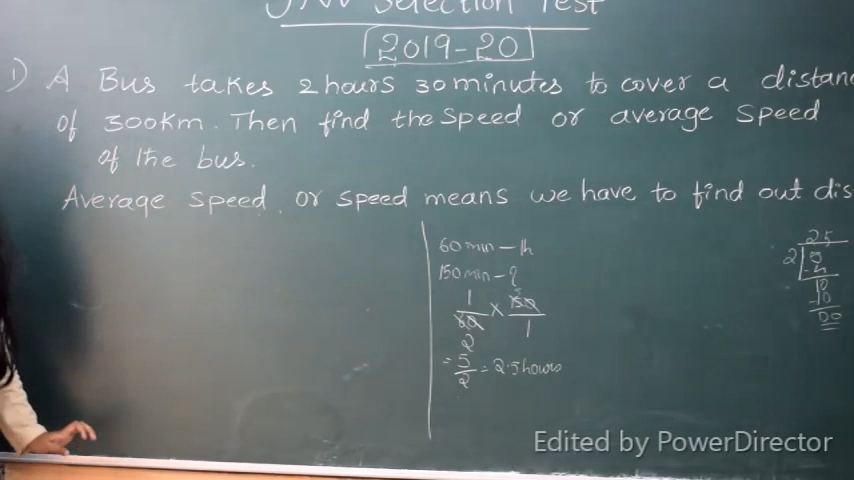 JNV Selection Test
2019-20
1) A Bus takes 2 hours 30 minutes to cover a distanc
of 300km. Then find the speed or average speed
of the bus.
Average speed, or speed means we have to find out dis
60 min - 1h
150 min - ?
1
60 × 150
2 1
= 5/2 = 2.5 hours
25
2 5
-4
10
-10
00
Edited by PowerDirector